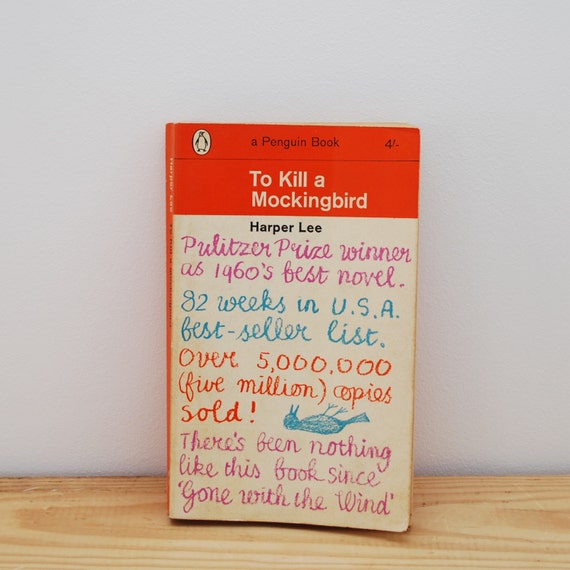 a Penguin Book 4/-
To Kill a
Mockingbird
Harper Lee
Pulitzer Prize winner
as 1960's best novel.
82 weeks in U.S.A.
best-seller list.
Over 5,000,000
(five million) copies
sold!
There's been nothing
like this book since
'Gone with the Wind'
Harper Lee